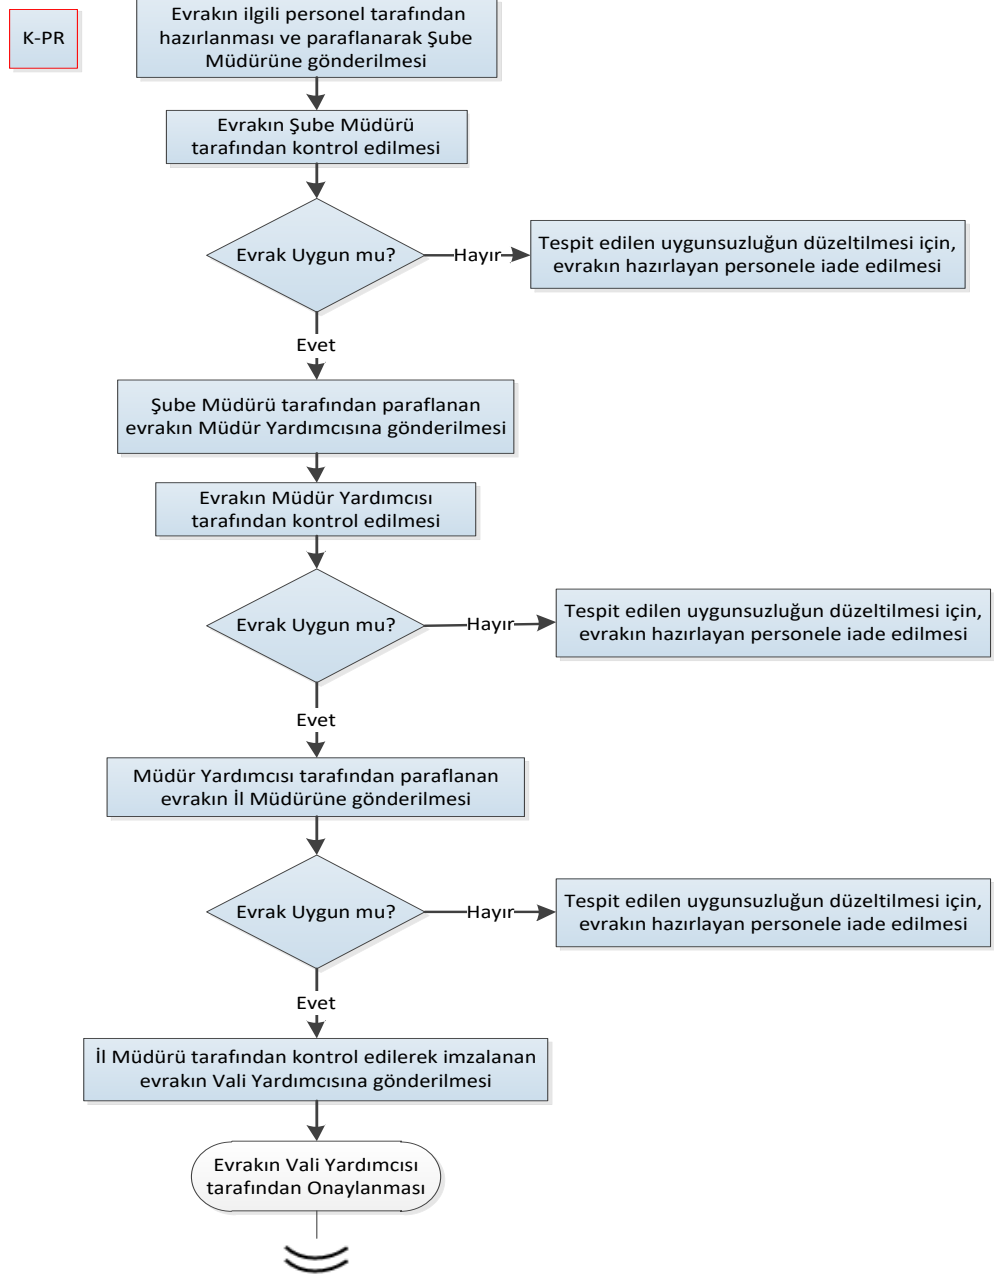 K-PR
Evrakın ilgili personel tarafından
hazırlanması ve paraflanarak Şube
Müdürüne gönderilmesi
Evrakın Şube Müdürü
tarafından kontrol edilmesi
Evrak Uygun mu?
Hayır
Tespit edilen uygunsuzluğun düzeltilmesi için,
evrakın hazırlayan personele iade edilmesi
Evet
Şube Müdürü tarafından paraflanan
evrakın Müdür Yardımcısına gönderilmesi
Evrakın Müdür Yardımcısı
tarafından kontrol edilmesi
Evrak Uygun mu?
Hayır
Tespit edilen uygunsuzluğun düzeltilmesi için,
evrakın hazırlayan personele iade edilmesi
Evet
Müdür Yardımcısı tarafından paraflanan
evrakın İl Müdürüne gönderilmesi
Evrak Uygun mu?
Hayır
Tespit edilen uygunsuzluğun düzeltilmesi için,
evrakın hazırlayan personele iade edilmesi
Evet
İl Müdürü tarafından kontrol edilerek imzalanan
evrakın Vali Yardımcısına gönderilmesi
Evrakın Vali Yardımcısı
tarafından Onaylanması